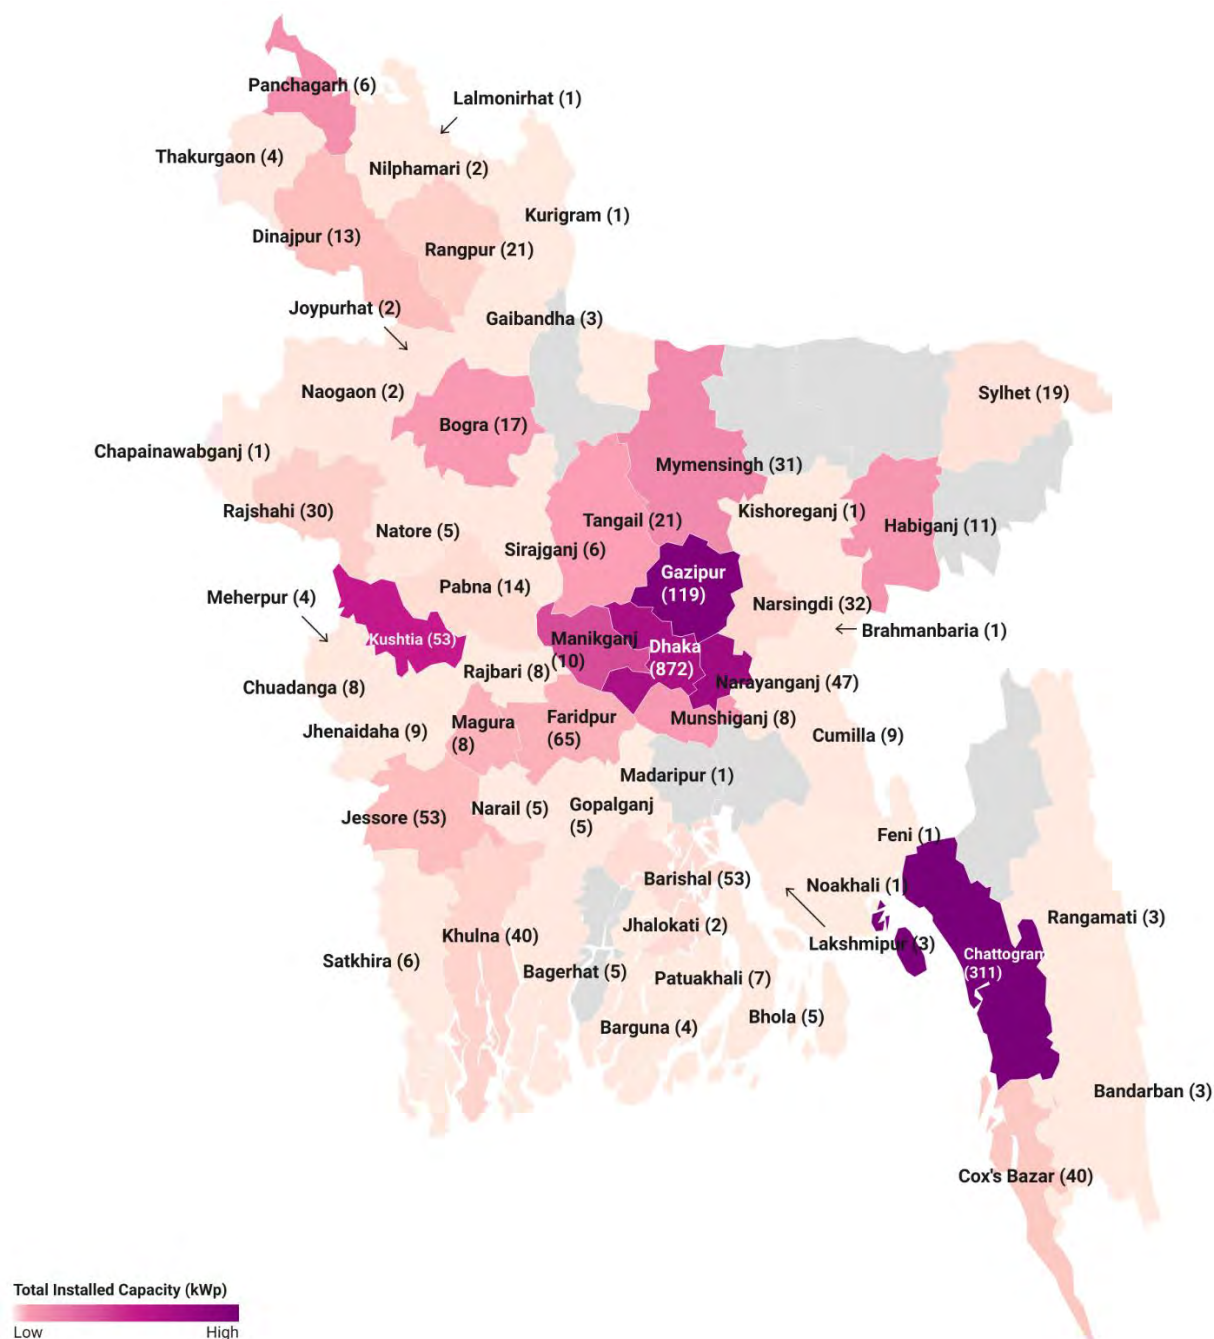 Panchagarh (6)
Lalmonirhat (1)
Thakurgaon (4)
Nilphamari (2)
Kurigram (1)
Dinajpur (13)
Rangpur (21)
Joypurhat (2)
Gaibandha (3)
Naogaon (2)
Sylhet (19)
Bogra (17)
Chapainawabganj (1)
Mymensingh (31)
Rajshahi (30)
Kishoreganj (1)
Tangail (21)
Habiganj (11)
Natore (5)
Sirajganj (6)
Gazipur
(119)
Pabna (14)
Meherpur (4)
Narsingdi (32)
Brahmanbaria (1)
Kushtia (53)
Manikganj
(10)
Dhaka
(872)
Rajbari (8)
Narayanganj (47)
Chuadanga (8)
Munshiganj (8)
Faridpur
(65)
Magura
(8)
Jhenaidaha (9)
Cumilla (9)
Madaripur (1)
Narail (5)
Gopalganj
(5)
Jessore (53)
Feni (1)
Barishal (53)
Noakhali (1)
Rangamati (3)
Jhalokati (2)
Khulna (40)
Lakshmipur (3)
Satkhira (6)
Chattogram
(311)
Bagerhat (5)
Patuakhali (7)
Bhola (5)
Barguna (4)
Bandarban (3)
Cox's Bazar (40)
Total Installed Capacity (kWp)
Low
High